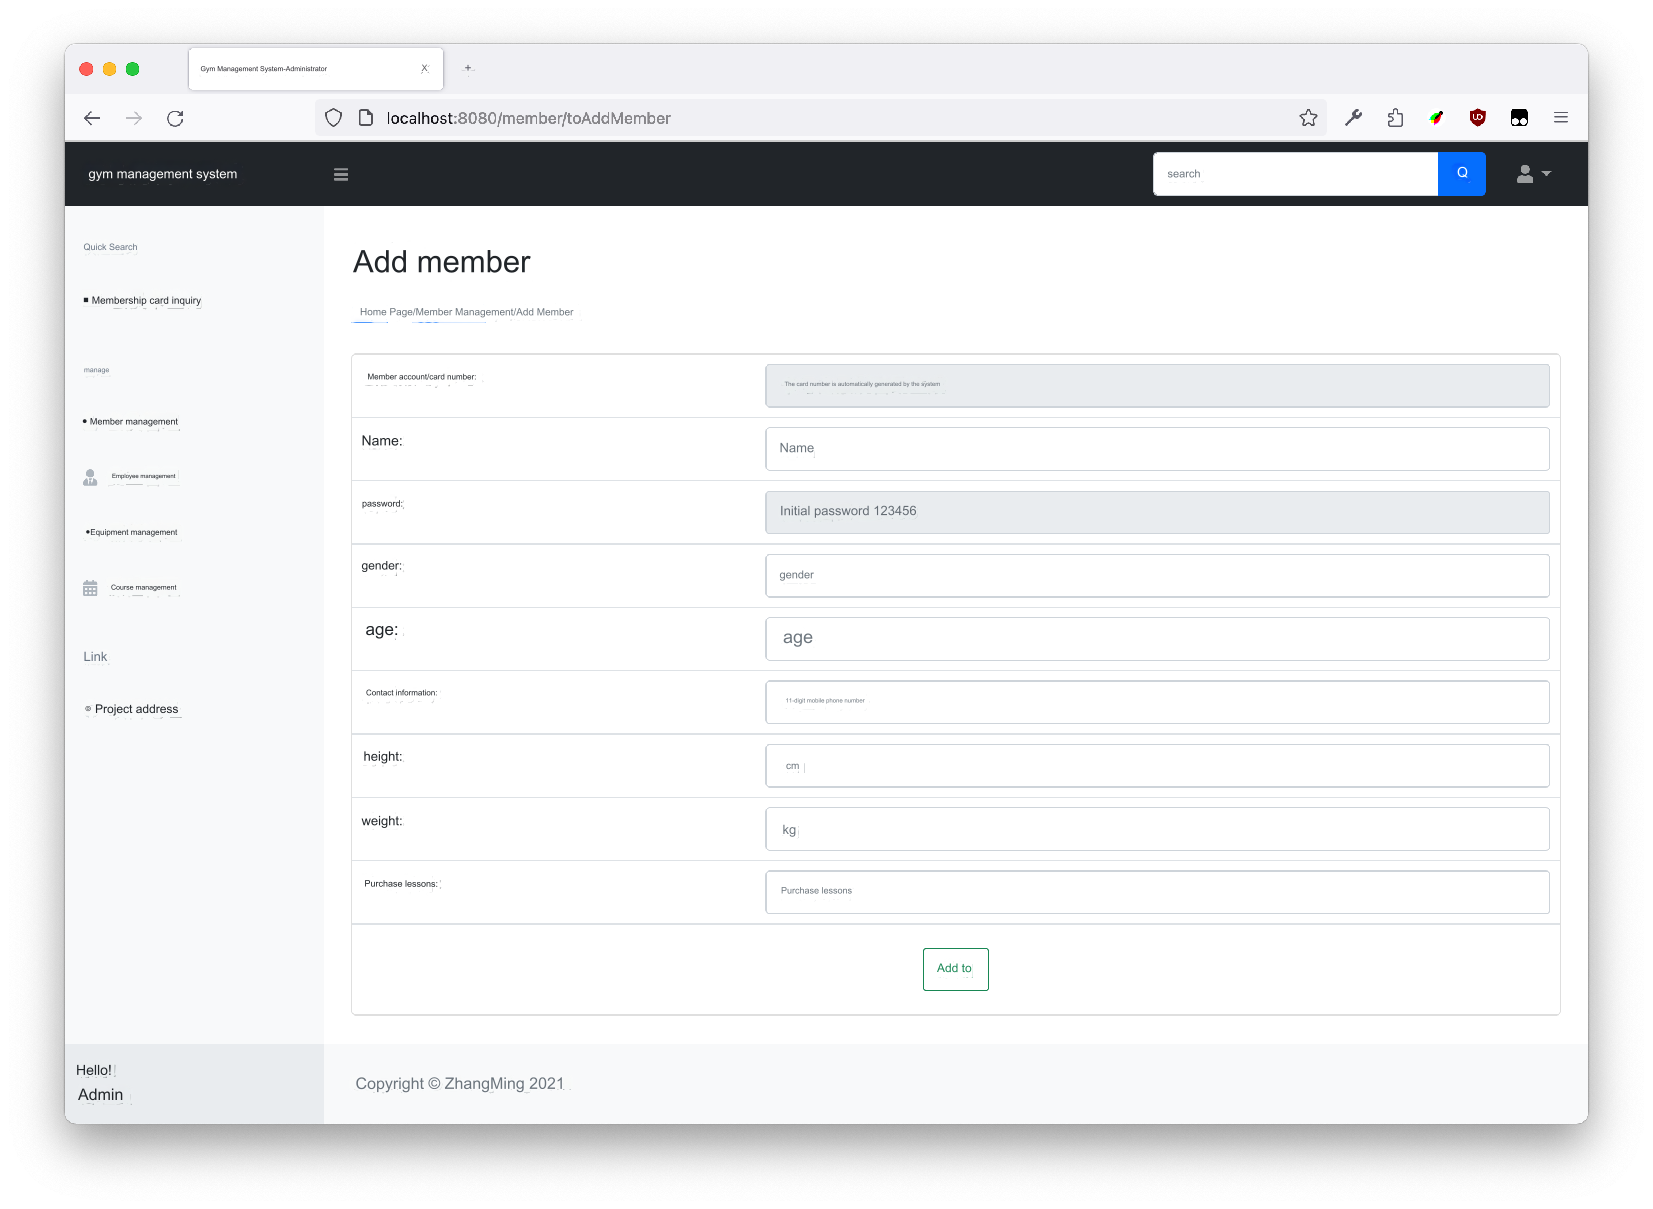 Gym Management System-Administrator X +
localhost:8080/member/toAddMember
gym management system
search
Quick Search
Membership card inquiry
manage
Member management
Employee management
Equipment management
Course management
Link
Project address
Add member
Home Page/Member Management/Add Member
Member account/card number: The card number is automatically generated by the system
Name: Name
password: Initial password 123456
gender: gender
age: age
Contact information: 11-digit mobile phone number
height: cm
weight: kg
Purchase lessons: Purchase lessons
Add to
Hello!
Admin
Copyright © ZhangMing 2021